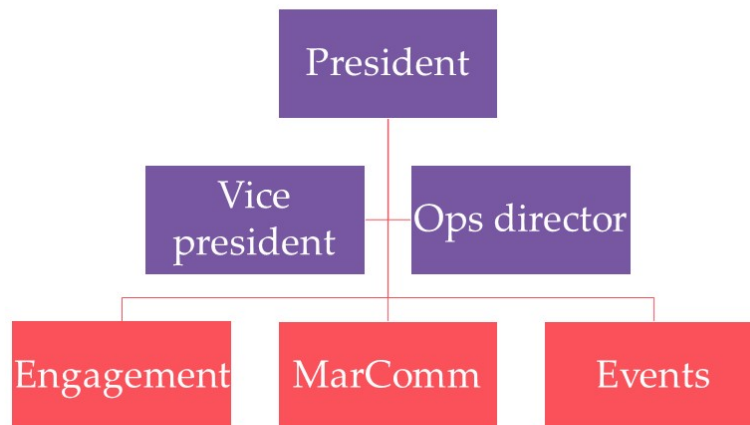 President
Vice
president
Ops director
Engagement
MarComm
Events